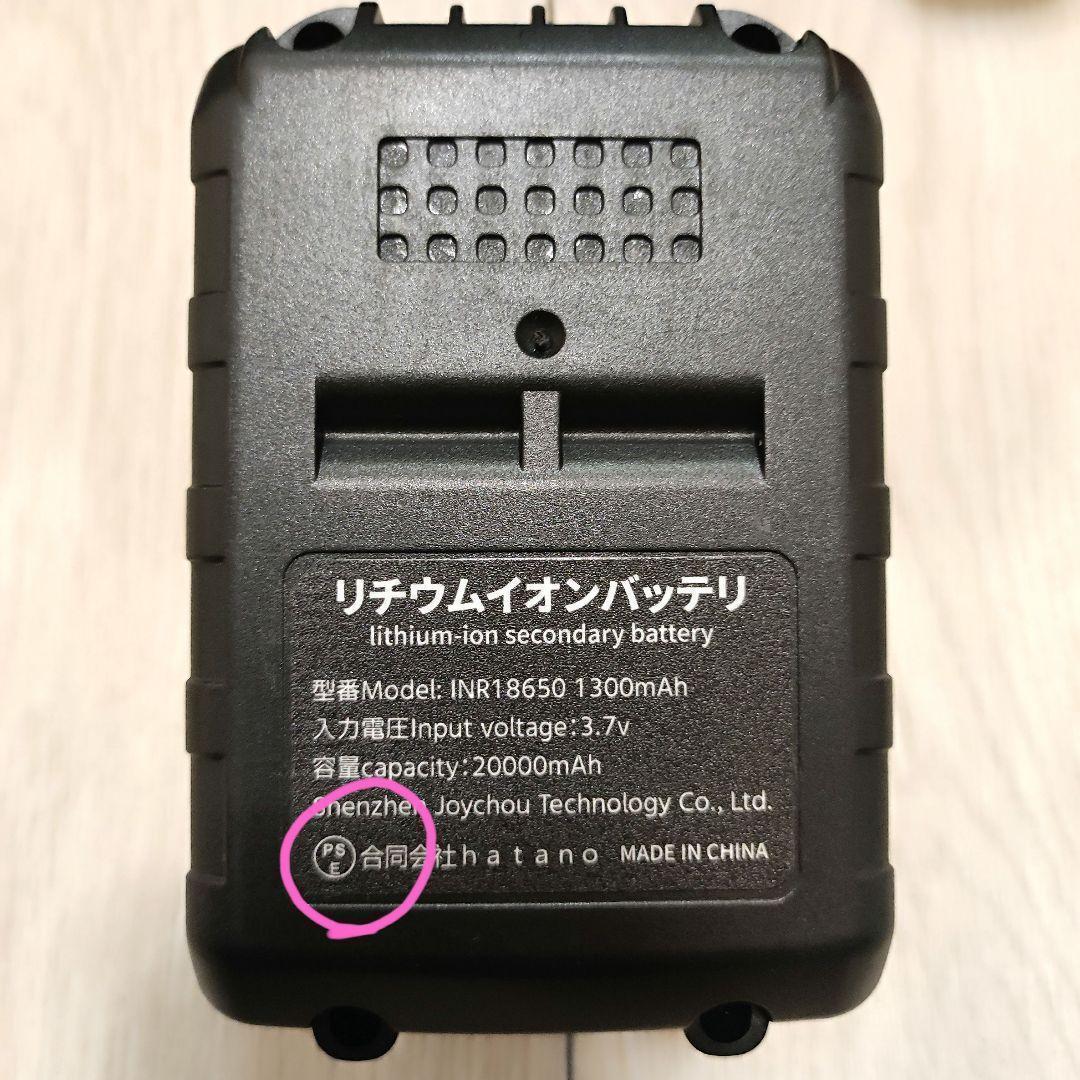 リチウムイオンバッテリ
lithium-ion secondary battery
型番Model: INR18650 1300mAh
入力電圧Input voltage:3.7v
容量capacity:20000mAh
Shenzhen Joychou Technology Co., Ltd.
PSE 合同会社hatano MADE IN CHINA